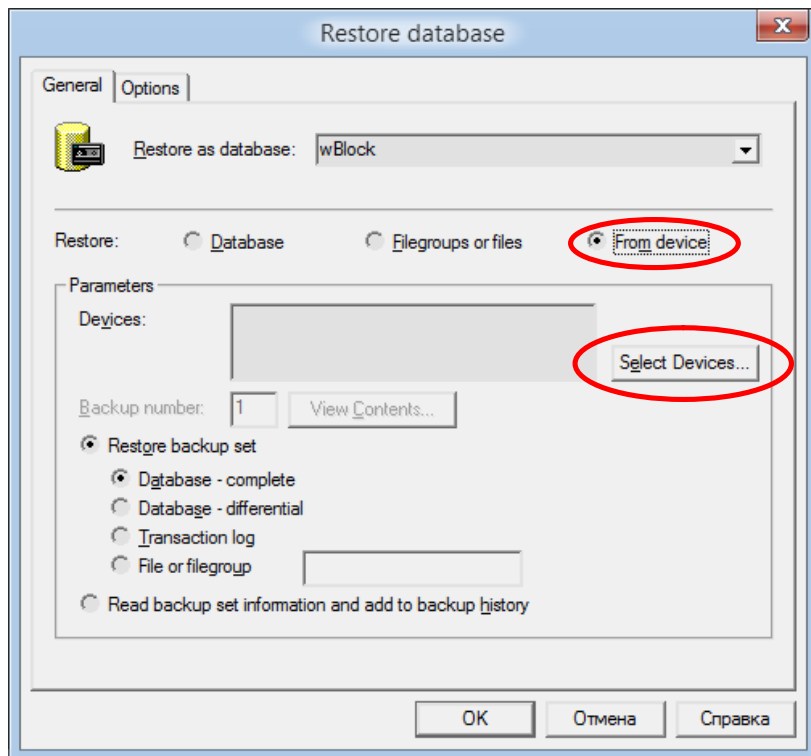 Restore database
General Options
Restore as database: wBlock
Restore: Database Filegroups or files From device
Parameters
Devices:
Select Devices...
Backup number: 1 View Contents...
Restore backup set
Database - complete
Database - differential
Transaction log
File or filegroup
Read backup set information and add to backup history
OK Отмена Справка